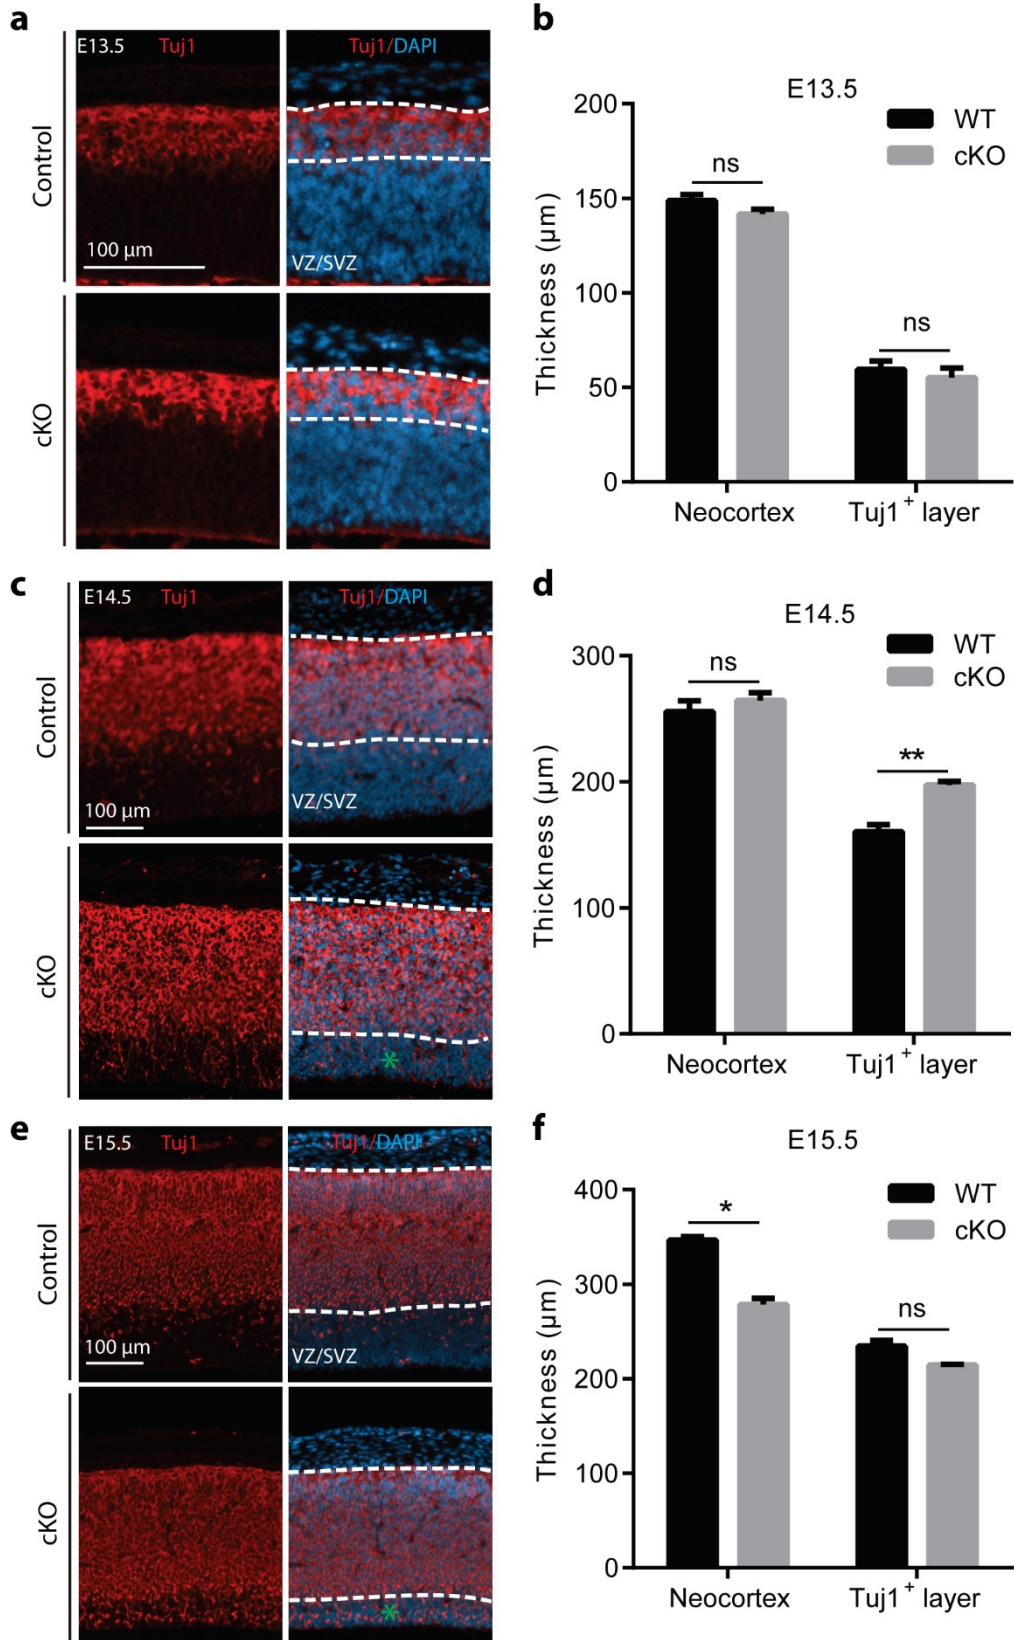 a
E13.5 Tuj1
Tuj1/DAPI
Control
100 µm
VZ/SVZ
cKO
b
E13.5
WT
cKO
Thickness (µm)
200
150
100
50
0
ns
ns
Neocortex
Tuj1+ layer
c
E14.5 Tuj1
Tuj1/DAPI
Control
100 µm
VZ/SVZ
cKO
*
d
E14.5
WT
cKO
Thickness (µm)
300
200
100
0
ns
**
Neocortex
Tuj1+ layer
e
E15.5 Tuj1
Tuj1/DAPI
Control
100 µm
VZ/SVZ
cKO
*
f
E15.5
WT
cKO
Thickness (µm)
400
300
200
100
0
*
ns
Neocortex
Tuj1+ layer